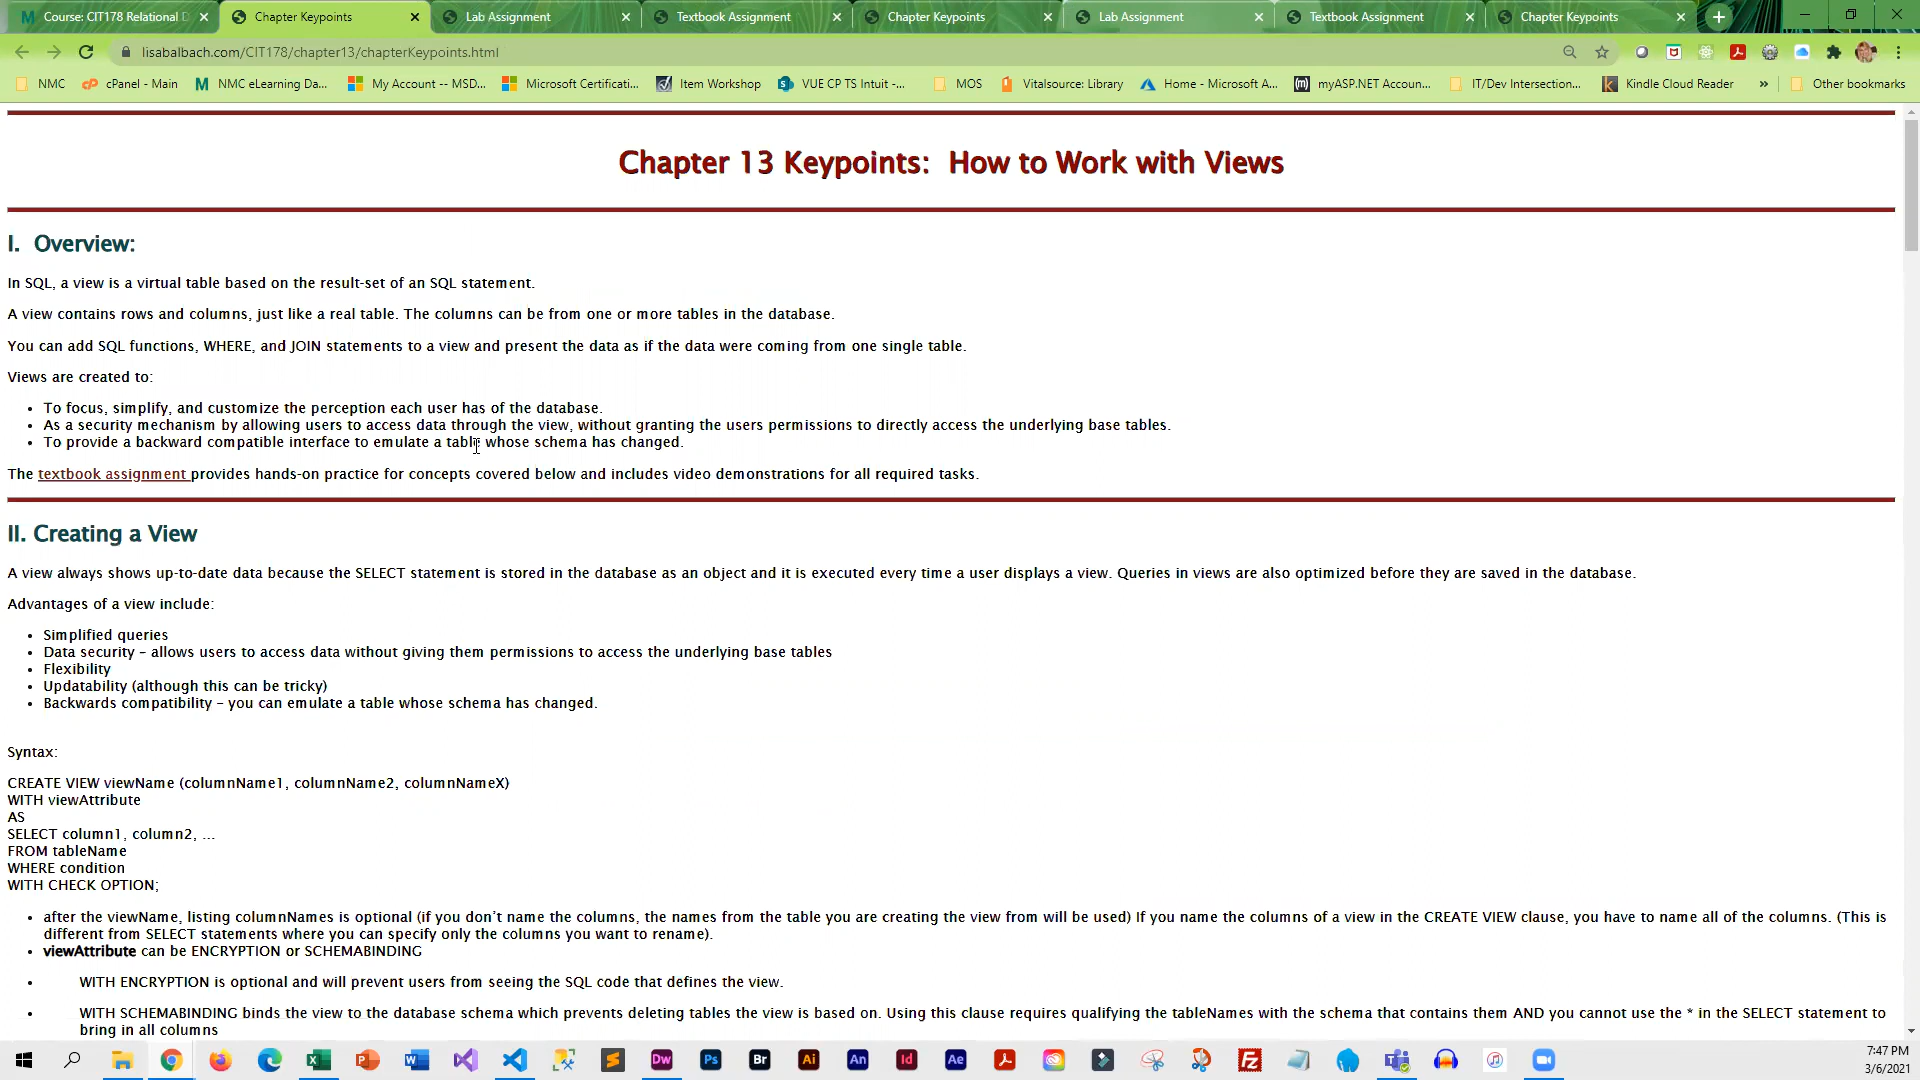 Course: CIT178 Relational D
Chapter Keypoints
Lab Assignment
Textbook Assignment
Chapter Keypoints
Lab Assignment
Textbook Assignment
Chapter Keypoints
lisabalbach.com/CIT178/chapter13/chapterKeypoints.html
NMC
cPanel - Main
NMC eLearning Da...
My Account -- MSD...
Microsoft Certificati...
Item Workshop
VUE CP TS Intuit -...
MOS
Vitalsource: Library
Home - Microsoft A...
myASP.NET Accoun...
IT/Dev Intersection...
Kindle Cloud Reader
»
Other bookmarks
Chapter 13 Keypoints: How to Work with Views
I. Overview:
In SQL, a view is a virtual table based on the result-set of an SQL statement.
A view contains rows and columns, just like a real table. The columns can be from one or more tables in the database.
You can add SQL functions, WHERE, and JOIN statements to a view and present the data as if the data were coming from one single table.
Views are created to:
• To focus, simplify, and customize the perception each user has of the database.
• As a security mechanism by allowing users to access data through the view, without granting the users permissions to directly access the underlying base tables.
• To provide a backward compatible interface to emulate a table whose schema has changed.
The textbook assignment provides hands-on practice for concepts covered below and includes video demonstrations for all required tasks.
II. Creating a View
A view always shows up-to-date data because the SELECT statement is stored in the database as an object and it is executed every time a user displays a view. Queries in views are also optimized before they are saved in the database.
Advantages of a view include:
• Simplified queries
• Data security – allows users to access data without giving them permissions to access the underlying base tables
• Flexibility
• Updatability (although this can be tricky)
• Backwards compatibility – you can emulate a table whose schema has changed.
Syntax:
CREATE VIEW viewName (columnName1, columnName2, columnNameX)
WITH viewAttribute
AS
SELECT column1, column2, ...
FROM tableName
WHERE condition
WITH CHECK OPTION;
• after the viewName, listing columnNames is optional (if you don't name the columns, the names from the table you are creating the view from will be used) If you name the columns of a view in the CREATE VIEW clause, you have to name all of the columns. (This is
different from SELECT statements where you can specify only the columns you want to rename).
• viewAttribute can be ENCRYPTION or SCHEMABINDING
• WITH ENCRYPTION is optional and will prevent users from seeing the SQL code that defines the view.
• WITH SCHEMABINDING binds the view to the database schema which prevents deleting tables the view is based on. Using this clause requires qualifying the tableNames with the schema that contains them AND you cannot use the * in the SELECT statement to
bring in all columns
7:47 PM
3/6/2021